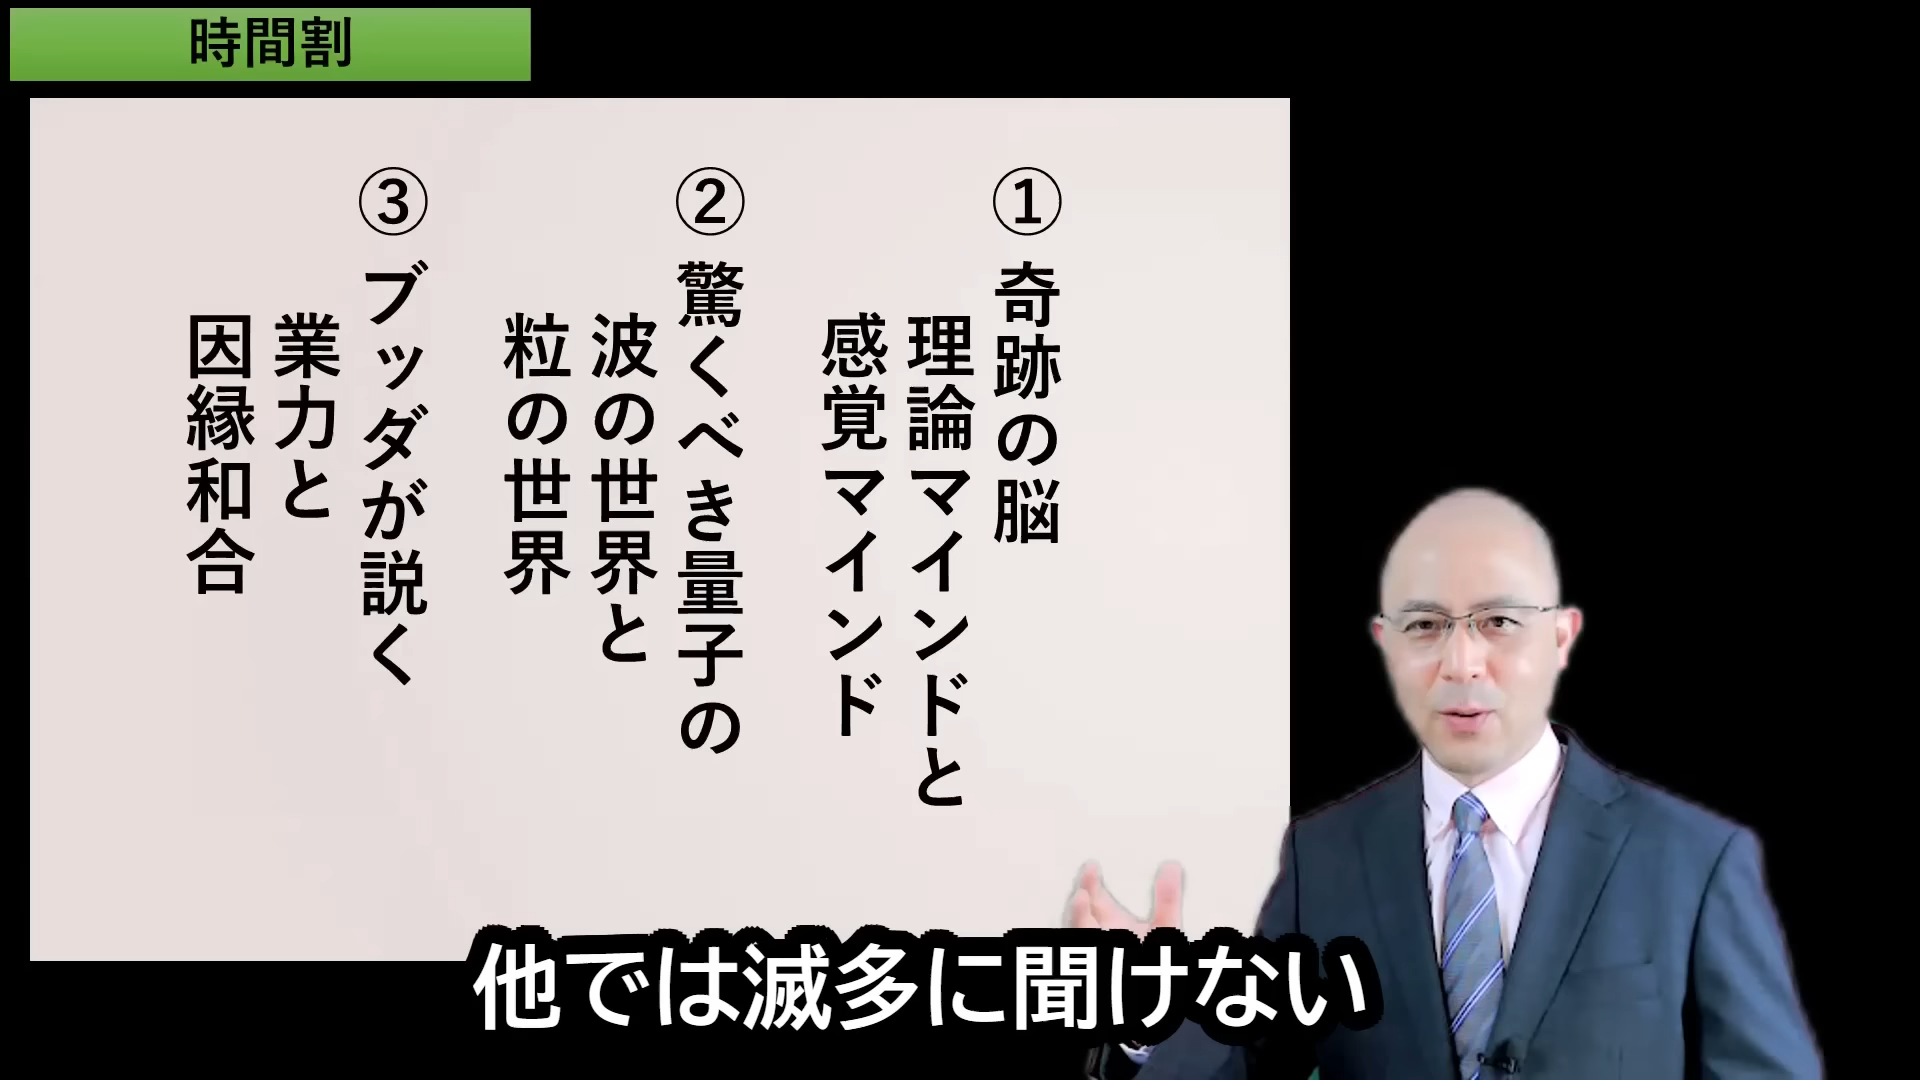 時間割
① 奇跡の脳
理論マインドと
感覚マインド
② 驚くべき量子の
波の世界と
粒の世界
③ ブッダが説く
業力と
因縁和合
他では滅多に聞けない